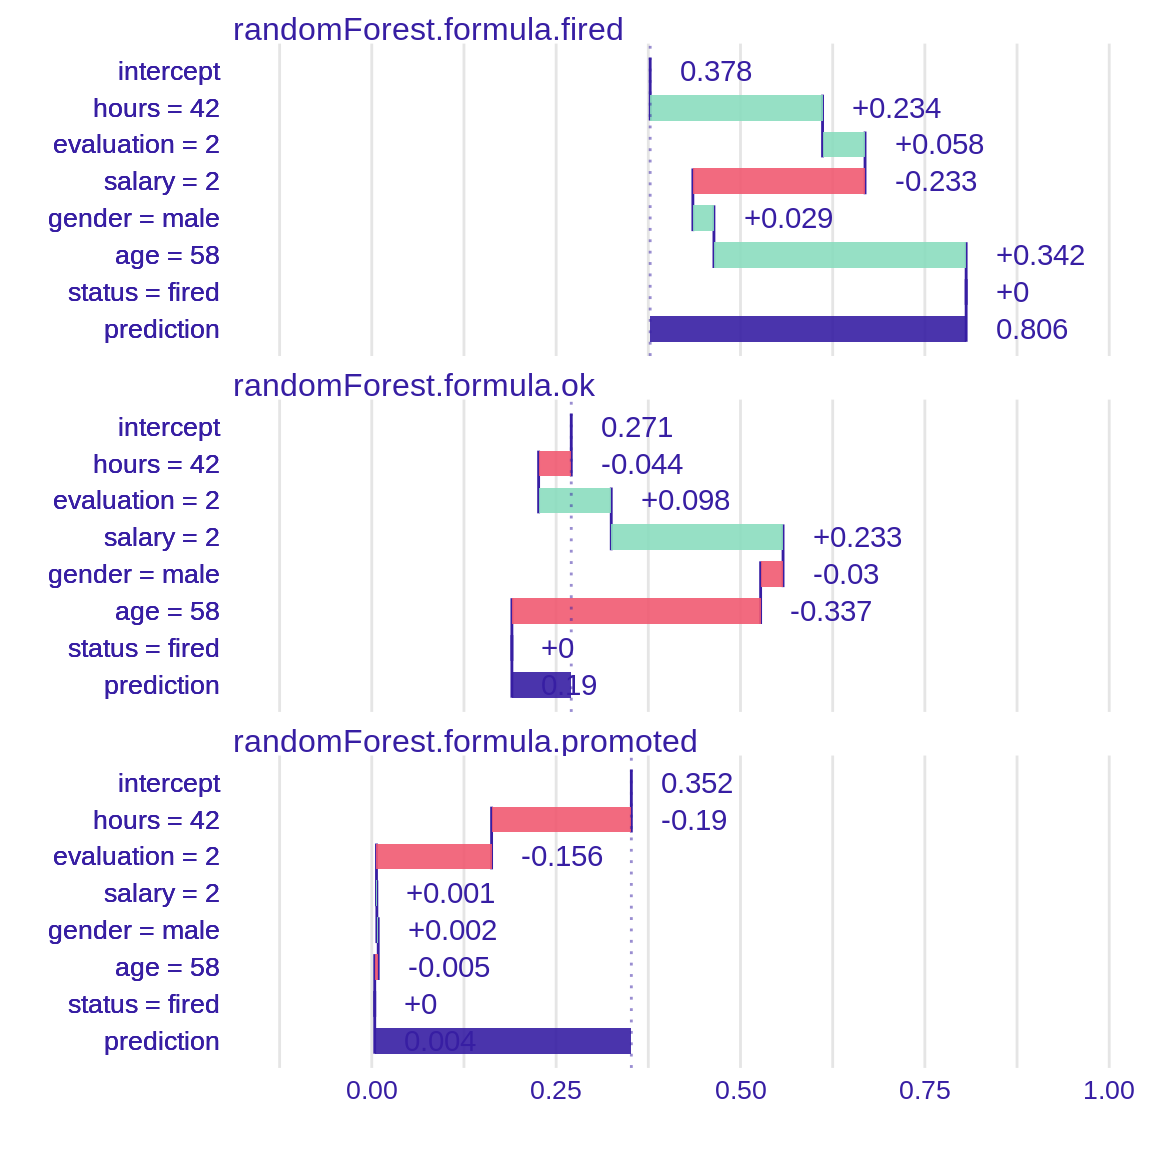 randomForest.formula.fired
intercept 0.378
hours = 42 +0.234
evaluation = 2 +0.058
salary = 2 -0.233
gender = male +0.029
age = 58 +0.342
status = fired +0
prediction 0.806
randomForest.formula.ok
intercept 0.271
hours = 42 -0.044
evaluation = 2 +0.098
salary = 2 +0.233
gender = male -0.03
age = 58 -0.337
status = fired +0
prediction 0.19
randomForest.formula.promoted
intercept 0.352
hours = 42 -0.19
evaluation = 2 -0.156
salary = 2 +0.001
gender = male +0.002
age = 58 -0.005
status = fired +0
prediction 0.004
0.00 0.25 0.50 0.75 1.00